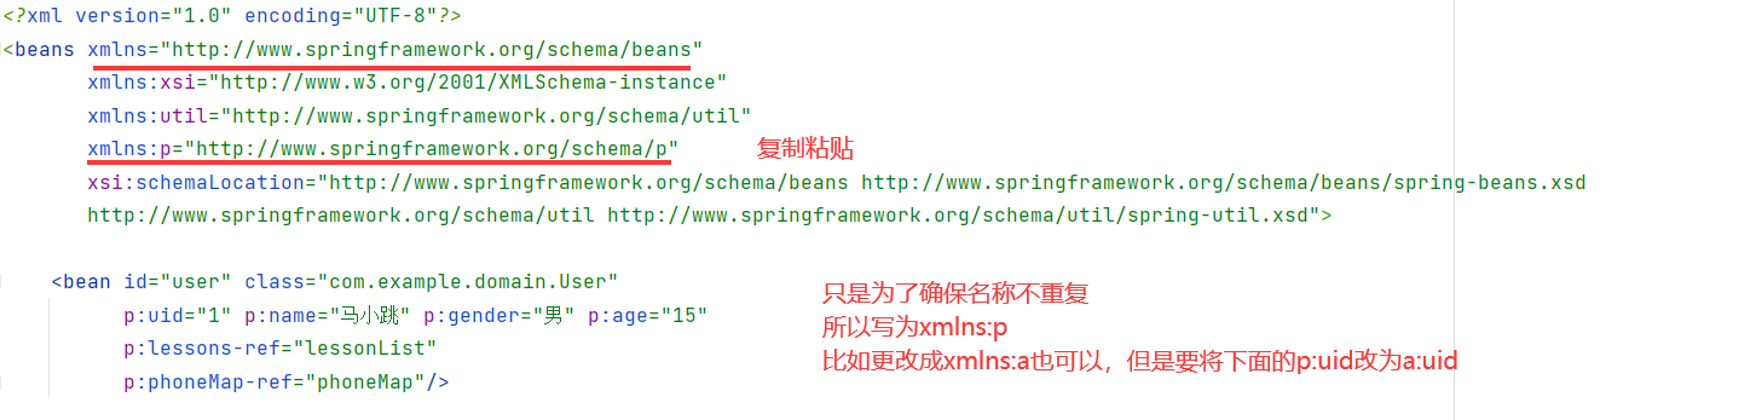 <?xml version="1.0" encoding="UTF-8"?>
<beans xmlns="http://www.springframework.org/schema/beans"
xmlns:xsi="http://www.w3.org/2001/XMLSchema-instance"
xmlns:util="http://www.springframework.org/schema/util"
xmlns:p="http://www.springframework.org/schema/p"
复制粘贴
xsi:schemaLocation="http://www.springframework.org/schema/beans http://www.springframework.org/schema/beans/spring-beans.xsd
http://www.springframework.org/schema/util http://www.springframework.org/schema/util/spring-util.xsd">
<bean id="user" class="com.example.domain.User"
p:uid="1" p:name="马小跳" p:gender="男" p:age="15"
p:lessons-ref="lessonList"
p:phoneMap-ref="phoneMap"/>
只是为了确保名称不重复
所以写为xmlns:p
比如更改成xmlns:a也可以，但是要将下面的p:uid改为a:uid